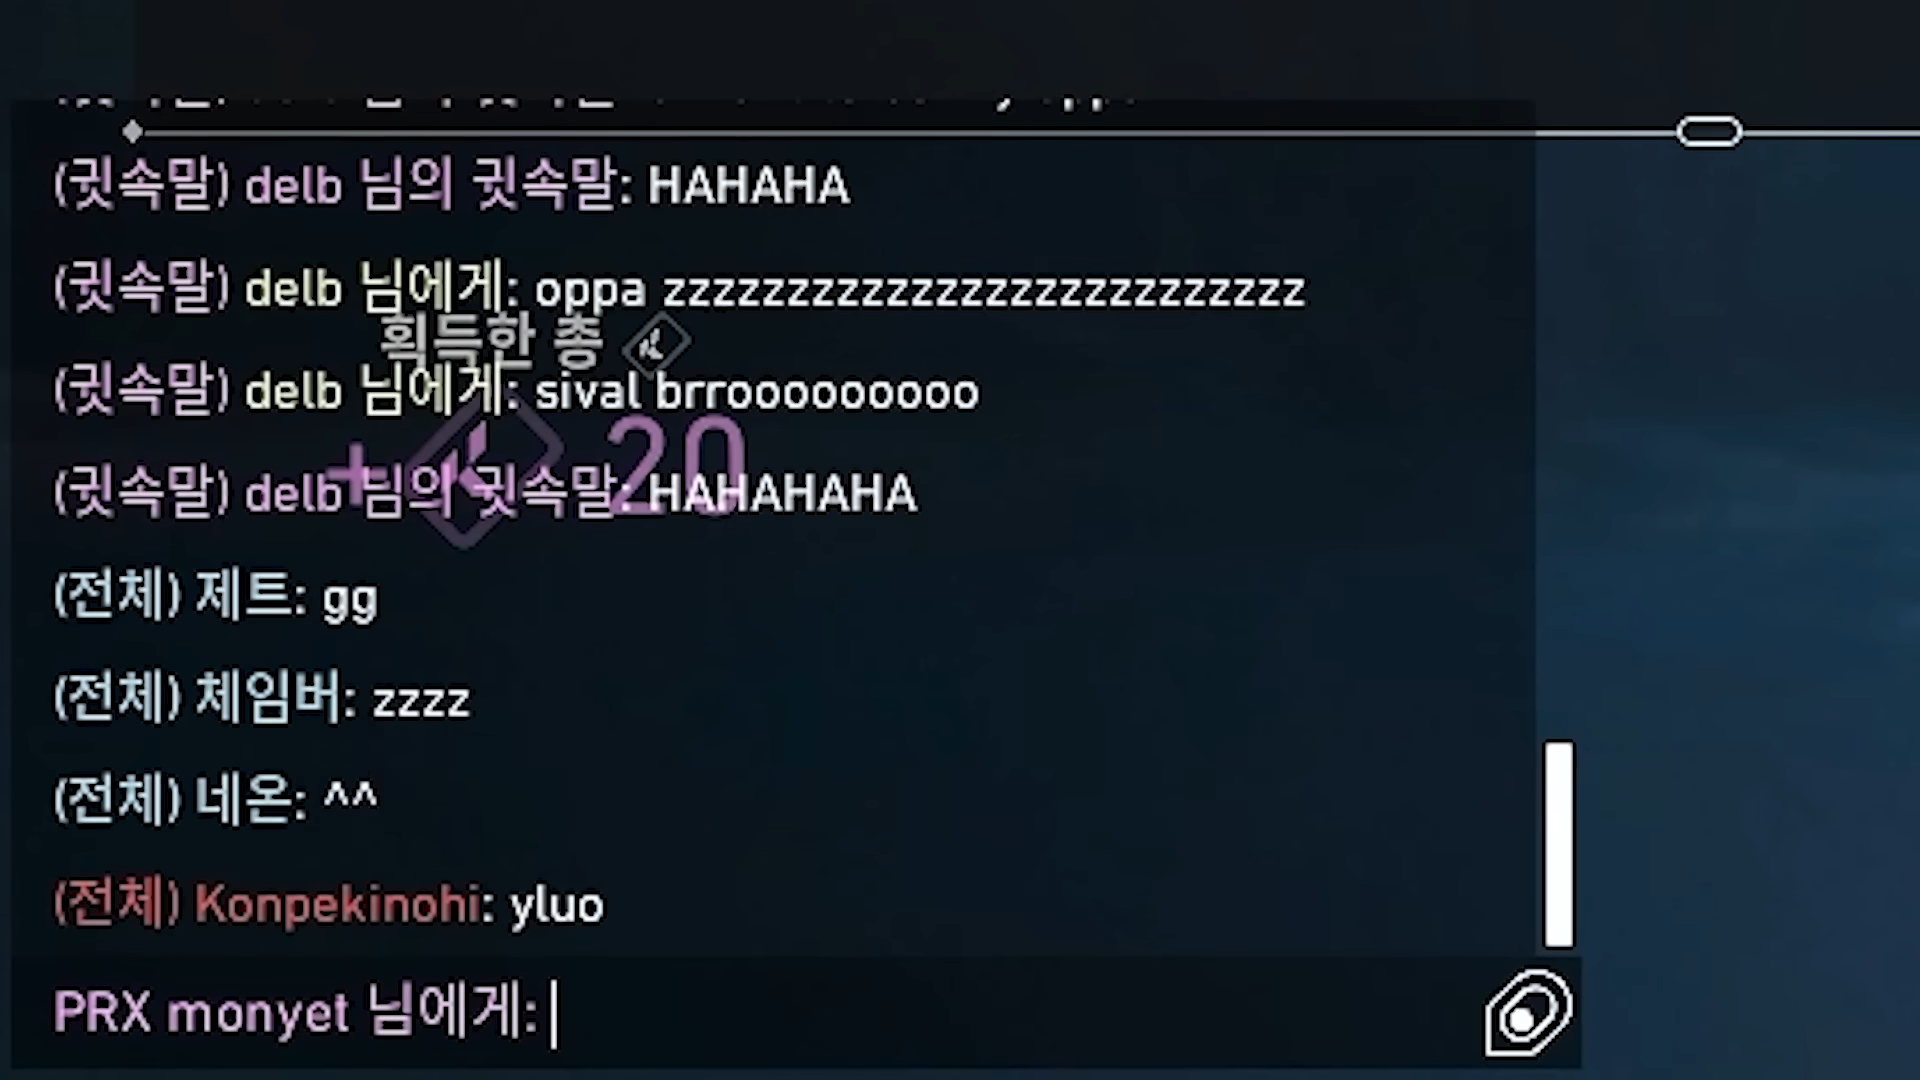 (귓속말) delb 님의 귓속말: HAHAHA
(귓속말) delb 님에게: oppa zzzzzzzzzzzzzzzzzzzzzzzzzz
획득한 총
(귓속말) delb 님에게: sival brroooooooooo
+ 20
(귓속말) delb 님의 귓속말: HAHAHAHA
(전체) 제트: gg
(전체) 체임버: zzzz
(전체) 네온: ^^
(전체) Konpekinohi: yluo
PRX monyet 님에게: